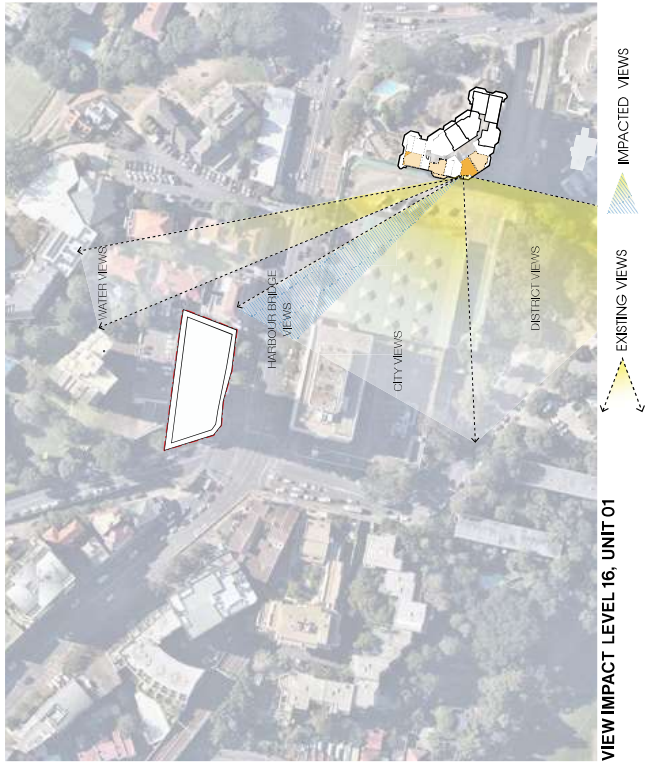 WATER VIEWS
HARBOUR BRIDGE
VIEWS
CITY VIEWS
DISTRICT VIEWS
VIEW IMPACT LEVEL 16, UNIT 01
EXISTING VIEWS
IMPACTED VIEWS